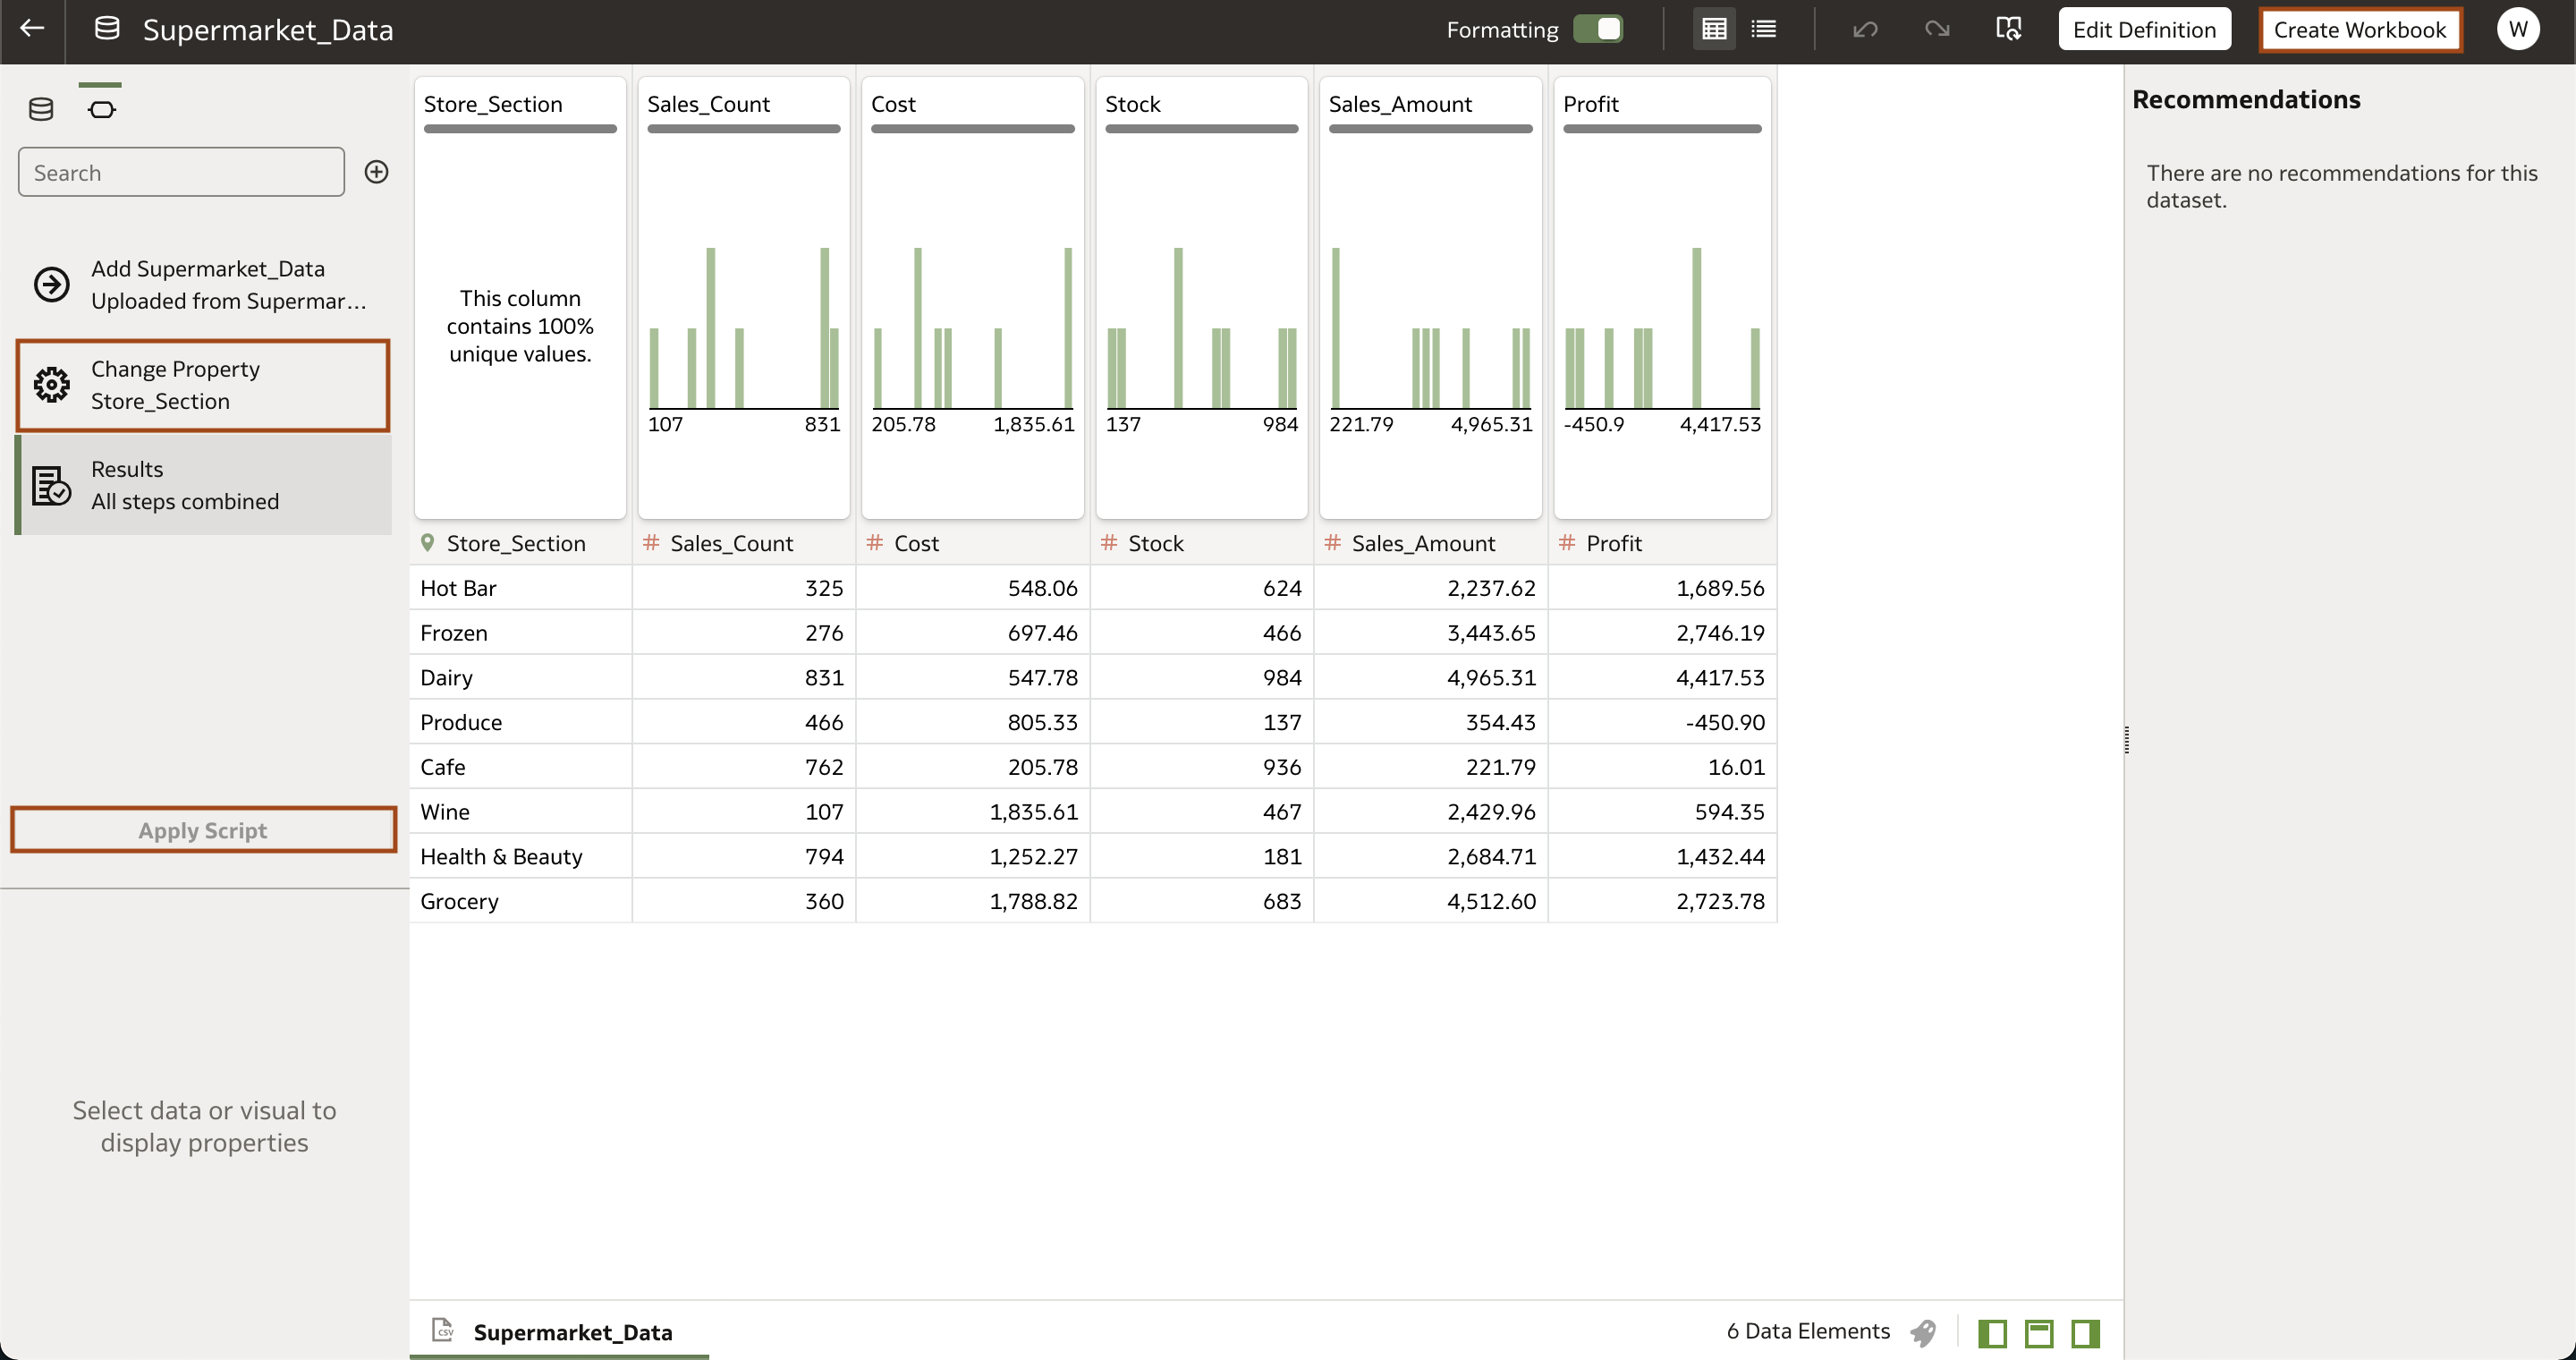 Supermarket_Data
Formatting
Edit Definition
Create Workbook
W
Search
Add Supermarket_Data
Uploaded from Supermar...
Change Property
Store_Section
Results
All steps combined
Apply Script
Select data or visual to
display properties
Store_Section
Sales_Count
Cost
Stock
Sales_Amount
Profit
This column
contains 100%
unique values.
107 831
205.78 1,835.61
137 984
221.79 4,965.31
-450.9 4,417.53
Store_Section # Sales_Count # Cost # Stock # Sales_Amount # Profit
Hot Bar 325 548.06 624 2,237.62 1,689.56
Frozen 276 697.46 466 3,443.65 2,746.19
Dairy 831 547.78 984 4,965.31 4,417.53
Produce 466 805.33 137 354.43 -450.90
Cafe 762 205.78 936 221.79 16.01
Wine 107 1,835.61 467 2,429.96 594.35
Health & Beauty 794 1,252.27 181 2,684.71 1,432.44
Grocery 360 1,788.82 683 4,512.60 2,723.78
Recommendations
There are no recommendations for this
dataset.
CSV
Supermarket_Data
6 Data Elements